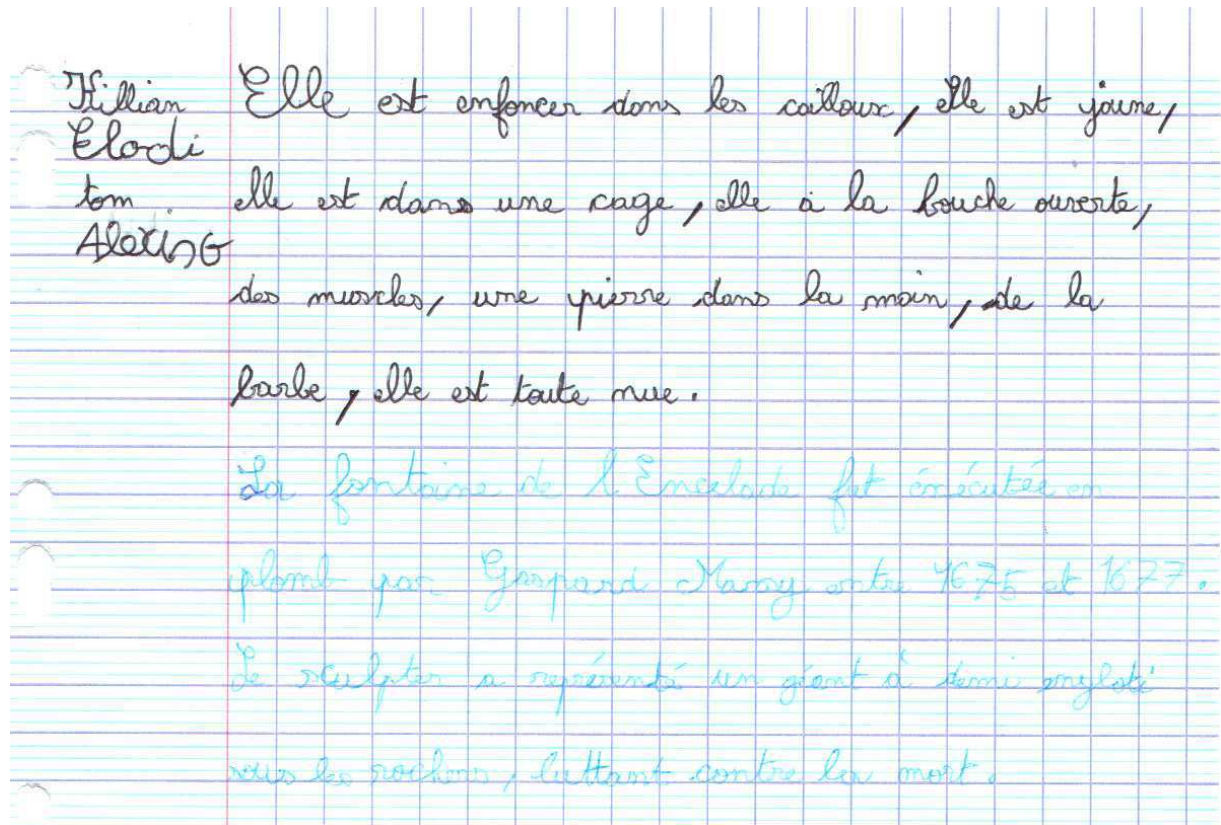 Killian
Elodi
tom
Alexis G
Elle est enfoncer dans les cailloux, elle est jaune,
elle est dans une cage, elle à la bouche ouverte,
des muscles, une pierre dans la main, de la
barbe, elle est toute nue.
La fontaine de l'Encelade fut éxécutée en
plomb par Gaspard Marsy entre 1675 et 1677.
Le sculpter a représenté un géant à demi englouti
sous les rochers, luttant contre la mort.